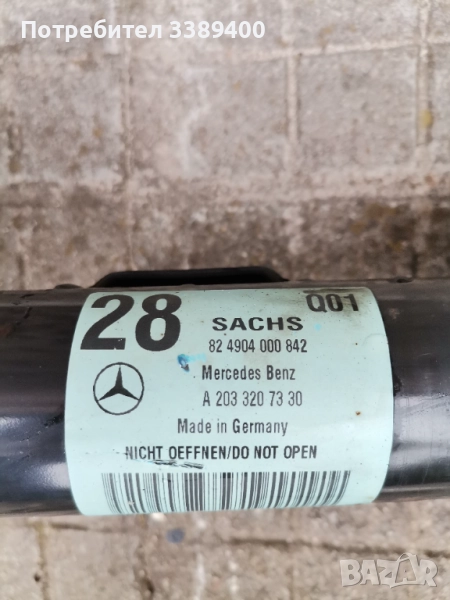 Потребител 3389400
28
Q01
SACHS
82 4904 000 842
Mercedes Benz
A 203 320 73 30
Made in Germany
NICHT OEFFNEN/DO NOT OPEN
BAZAR